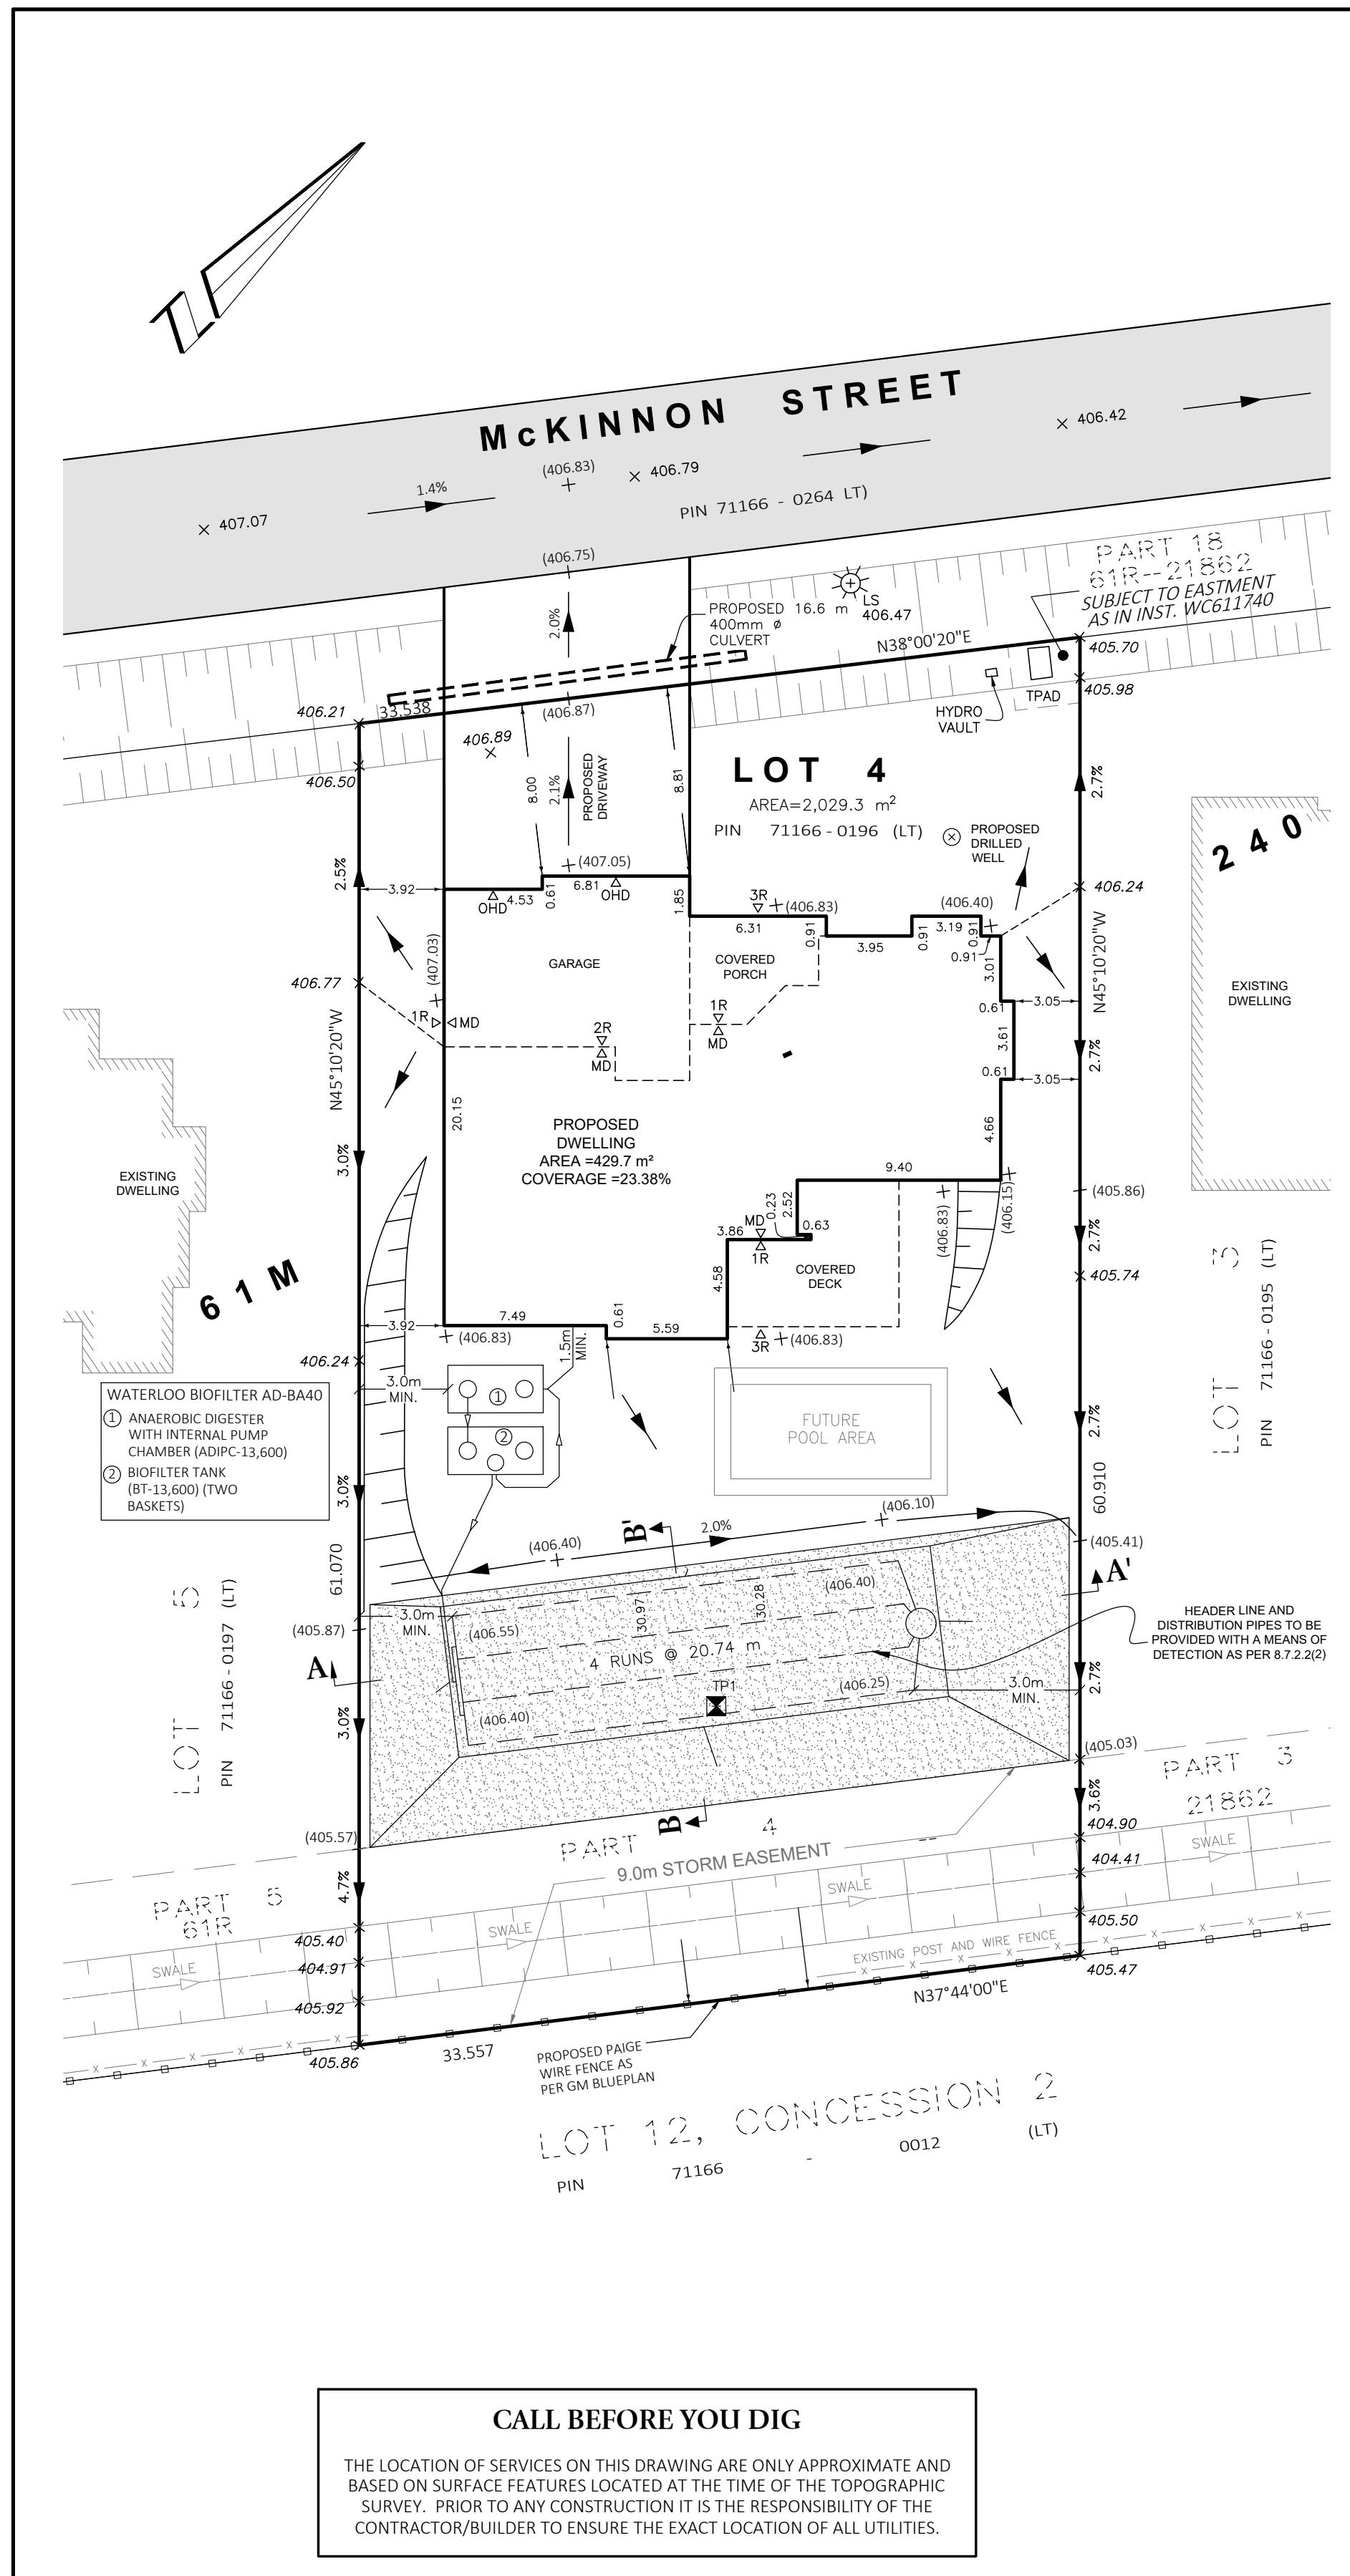 McKINNON STREET
× 406.42
(406.83)
× 406.79
1.4%
× 407.07
PIN 71166 - 0264 LT)
(406.75)
PART 18
61R-21862
SUBJECT TO EASTMENT
AS IN INST. WC611740
LS
406.47
PROPOSED 16.6 m
400mm ø
CULVERT
2.0%
N38°00'20"E
405.70
405.98
TPAD
HYDRO
VAULT
406.21
33.538
(406.87)
406.89
406.50
8.00
2.1%
PROPOSED
DRIVEWAY
8.81
LOT 4
AREA=2,029.3 m²
PIN 71166-0196 (LT)
PROPOSED
DRILLED
WELL
2.7%
240
2.5%
3.92
(407.05)
4.53
OHD
0.61
6.81
OHD
1.85
3R
(406.83)
6.31
0.91
3.95
0.91
(406.40)
3.19
0.91
0.91
406.24
3.01
N45°10'20"W
(407.03)
GARAGE
COVERED
PORCH
406.77
EXISTING
DWELLING
0.61
3.05
1R
MD
2R
MD
1R
MD
3.61
2.7%
N45°10'20"W
0.61
3.05
20.15
PROPOSED
DWELLING
AREA =429.7 m²
COVERAGE =23.38%
4.66
3.0%
EXISTING
DWELLING
9.40
(406.83)
(406.15)
(405.86)
0.23
2.52
MD
3.86
0.63
1R
2.7%
61M
4.58
COVERED
DECK
405.74
LOT 3
PIN 71166 - 0195 (LT)
3.92
7.49
0.61
5.59
(406.83)
1.5m
MIN.
3R
(406.83)
406.24
3.0m
MIN.
WATERLOO BIOFILTER AD-BA40
1 ANAEROBIC DIGESTER
WITH INTERNAL PUMP
CHAMBER (ADIPC-13,600)
2 BIOFILTER TANK
(BT-13,600) (TWO
BASKETS)
1
2
FUTURE
POOL AREA
2.7%
60.910
3.0%
(406.10)
B'
2.0%
(406.40)
(405.41)
61.070
A'
(406.40)
30.97
30.28
LOT 5
PIN 71166 - 0197 (LT)
3.0m
MIN.
(405.87)
(406.55)
4 RUNS @ 20.74 m
HEADER LINE AND
DISTRIBUTION PIPES TO BE
PROVIDED WITH A MEANS OF
DETECTION AS PER 8.7.2.2(2)
A
TP1
(406.25)
3.0m
MIN.
2.7%
(406.40)
3.0%
(405.03)
PART 3
21862
3.6%
B
PART 4
(405.57)
404.90
9.0m STORM EASEMENT
SWALE
404.41
4.7%
SWALE
PART 5
61R
SWALE
405.50
405.40
EXISTING POST AND WIRE FENCE
404.91
SWALE
405.47
405.92
N37°44'00"E
405.86
33.557
PROPOSED PAIGE
WIRE FENCE AS
PER GM BLUEPLAN
LOT 12, CONCESSION 2
PIN 71166 - 0012 (LT)
CALL BEFORE YOU DIG
THE LOCATION OF SERVICES ON THIS DRAWING ARE ONLY APPROXIMATE AND
BASED ON SURFACE FEATURES LOCATED AT THE TIME OF THE TOPOGRAPHIC
SURVEY. PRIOR TO ANY CONSTRUCTION IT IS THE RESPONSIBILITY OF THE
CONTRACTOR/BUILDER TO ENSURE THE EXACT LOCATION OF ALL UTILITIES.